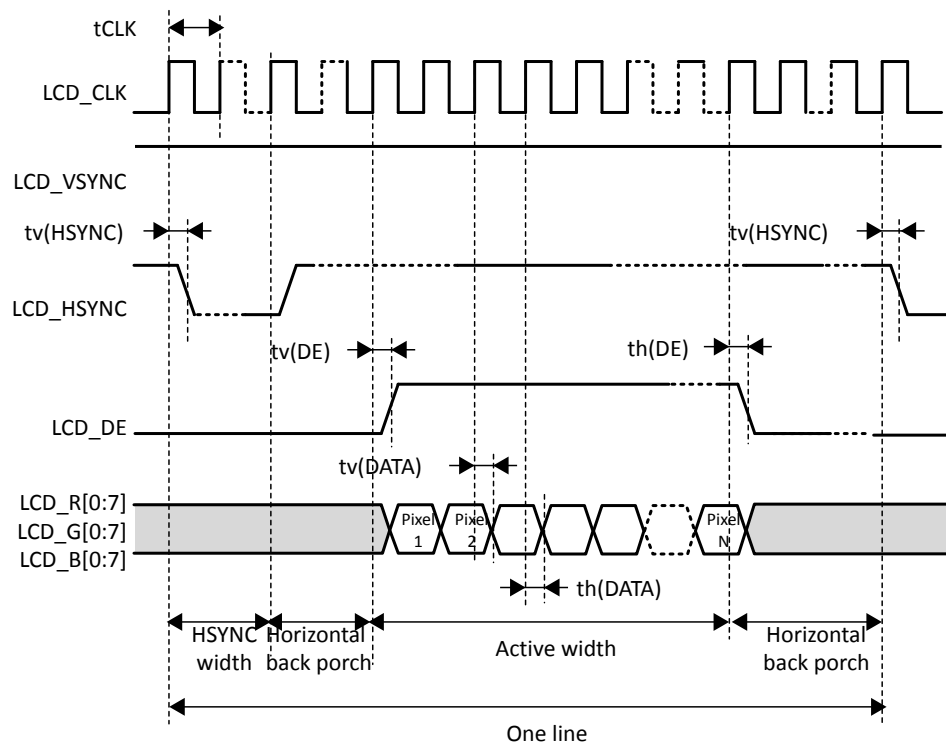 tCLK
LCD_CLK
LCD_VSYNC
tv(HSYNC)
tv(HSYNC)
LCD_HSYNC
tv(DE)
th(DE)
LCD_DE
tv(DATA)
LCD_R[0:7]
LCD_G[0:7]
LCD_B[0:7]
Pixel
1
Pixel
2
Pixel
N
th(DATA)
HSYNC
width
Horizontal
back porch
Active width
Horizontal
back porch
One line